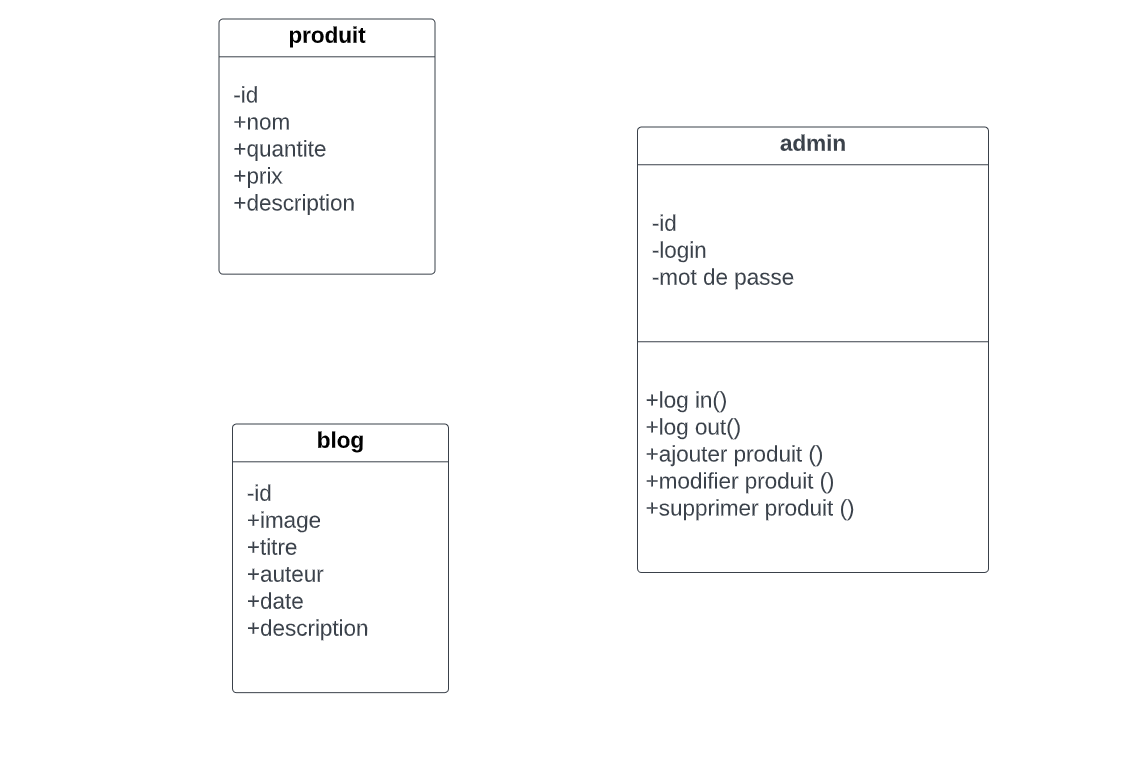 produit
-id
+nom
+quantite
+prix
+description
admin
-id
-login
-mot de passe
+log in()
+log out()
+ajouter produit ()
+modifier produit ()
+supprimer produit ()
blog
-id
+image
+titre
+auteur
+date
+description